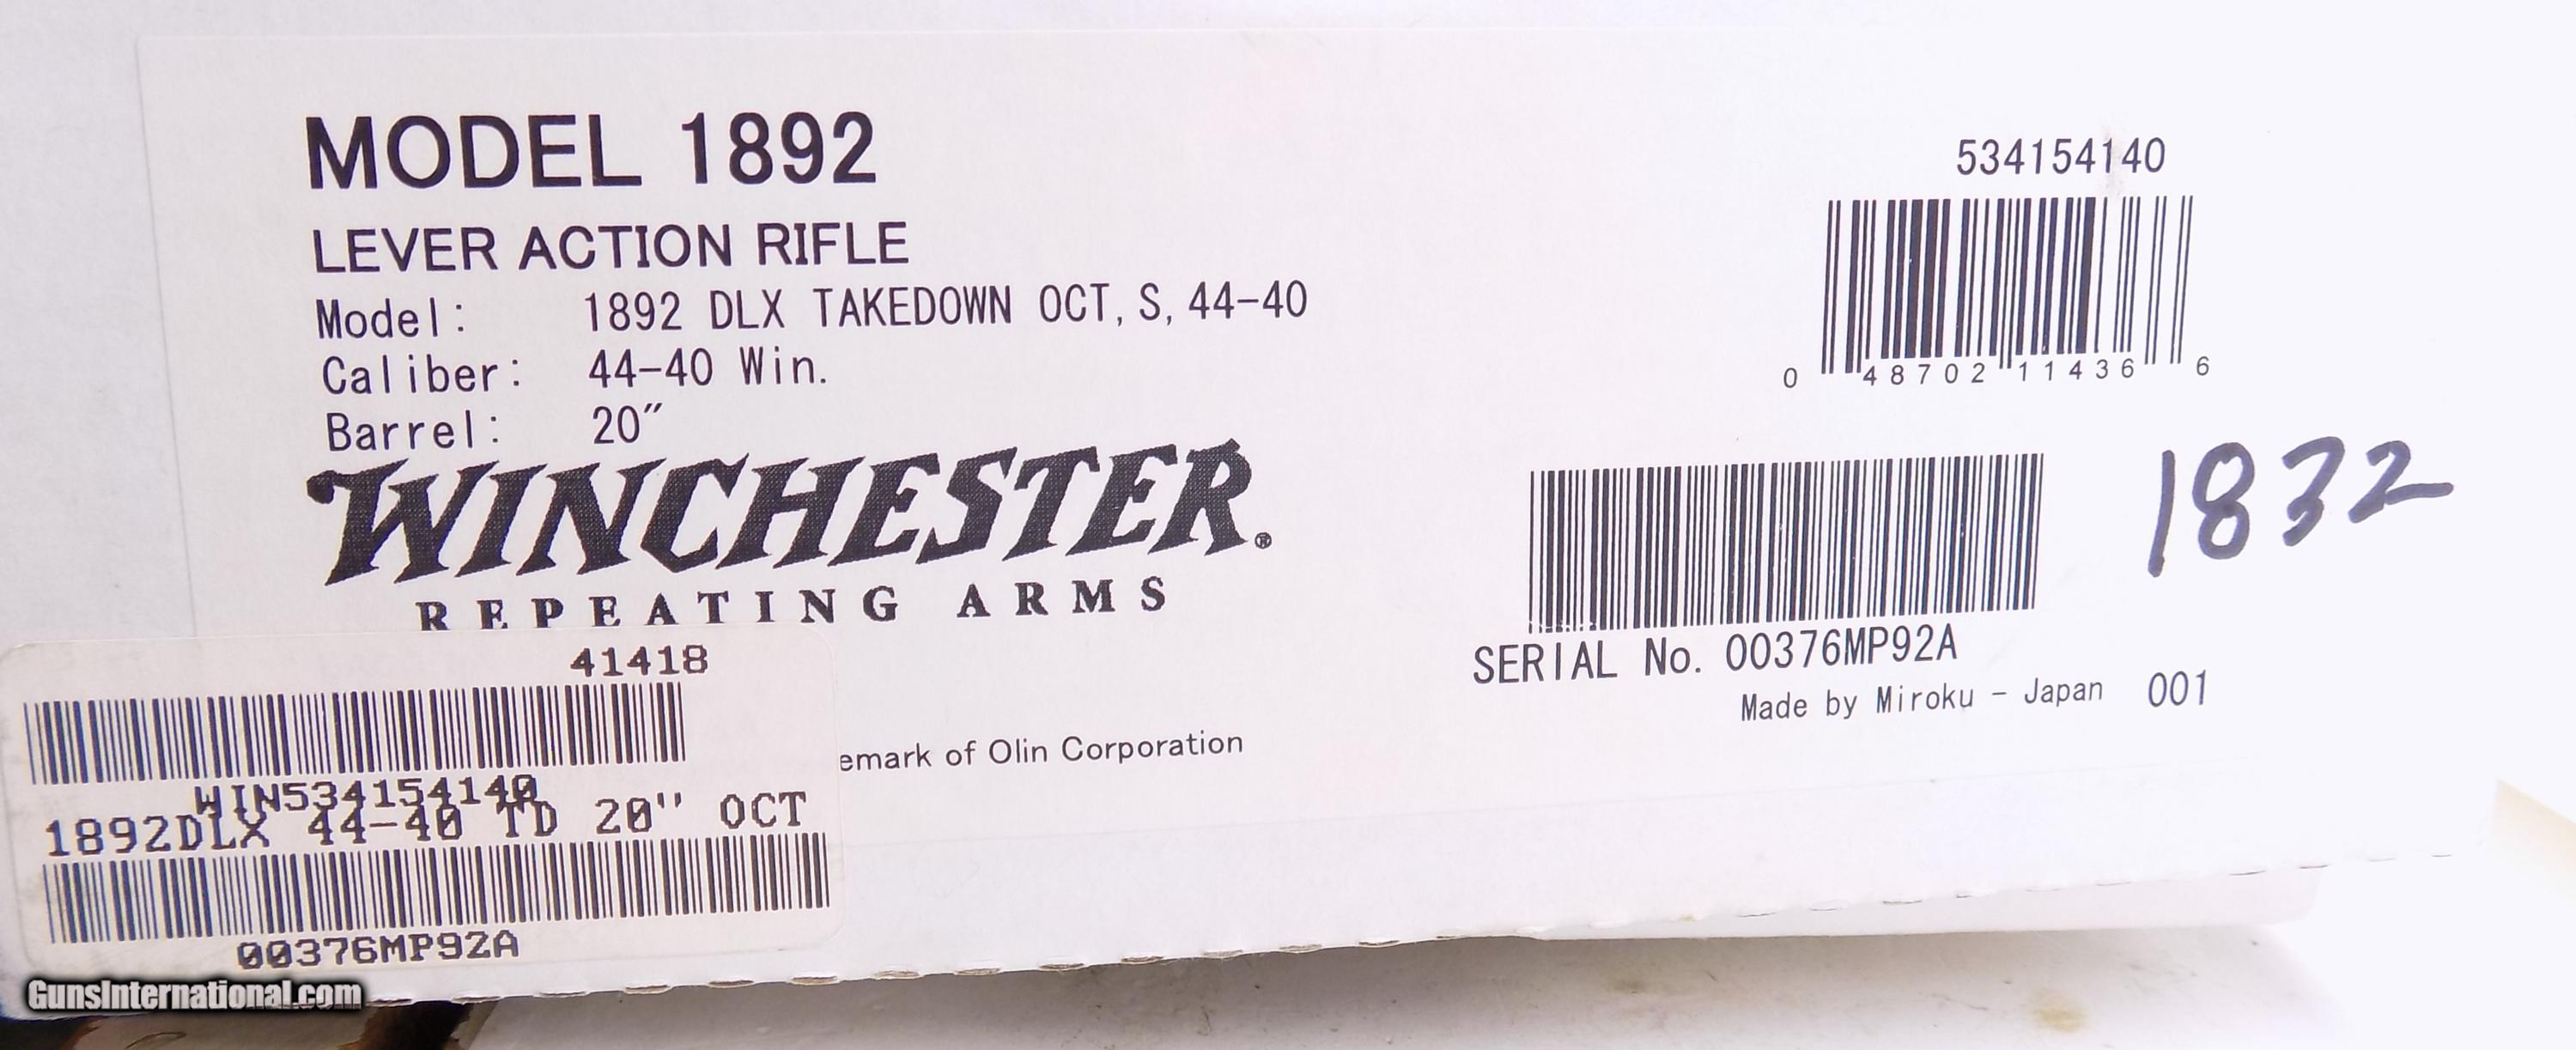 MODEL 1892
LEVER ACTION RIFLE
Model: 1892 DLX TAKEDOWN OCT, S, 44-40
Caliber: 44-40 Win.
Barrel: 20"
WINCHESTER®
REPEATING ARMS
534154140
0 48702 11436 6
1832
SERIAL No. 00376MP92A
Made by Miroku - Japan 001
emark of Olin Corporation
41418
WIN534154140
1892DLX 44-40 TD 20" OCT
00376MP92A
GunsInternational.com